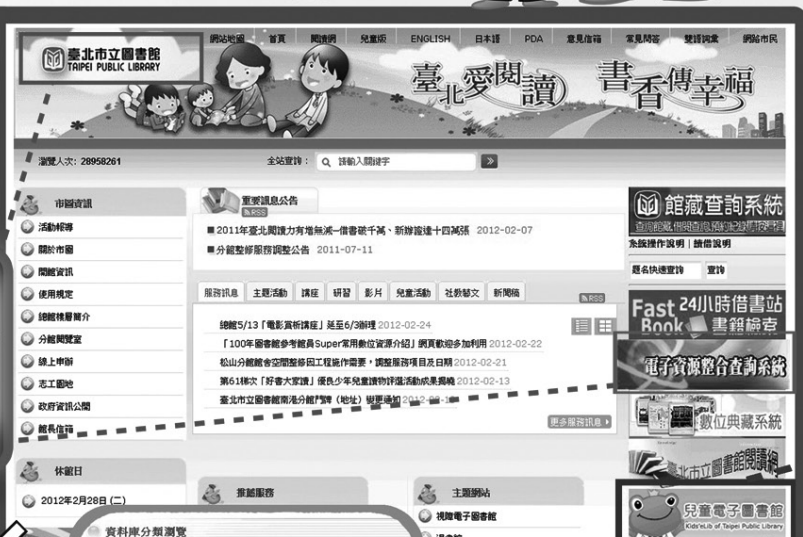 臺北市立圖書館
TAIPEI PUBLIC LIBRARY
網站地圖 首頁 閱讀網 兒童版 ENGLISH 日本語 PDA 意見信箱 常見問答 雙語詞彙 網路市民
臺北愛閱讀 書香傳幸福
瀏覽人次: 28958261
全站查詢: 請輸入關鍵字
市圖資訊
活動報導
關於市圖
閱館資訊
使用規定
總館樓層簡介
分館閱覽室
線上申辦
志工園地
政府資訊公開
館長信箱
休館日
2012年2月28日 (二)
重要訊息公告
RSS
■2011年臺北閱讀力有增無減─借書破千萬、新辦證達十四萬張 2012-02-07
■分館整修服務調整公告 2011-07-11
服務訊息 主題活動 講座 研習 影片 兒童活動 社教藝文 新聞稿
RSS
總館5/13「電影賞析講座」延至6/3辦理 2012-02-24
「100年圖書館參考館員Super常用數位資源介紹」網頁歡迎多加利用 2012-02-22
松山分館館舍空間整修因工程施作需要,調整服務項目及日期 2012-02-21
第61梯次「好書大家讀」優良少年兒童讀物評選活動成果揭曉 2012-02-13
臺北市立圖書館南港分館門牌(地址)變更通知 2012-02-1
更多服務訊息
推薦服務
主題網站
視障電子圖書館
資料庫分類瀏覽
館藏查詢系統
系統操作說明 | 續借說明
題名快速查詢 查詢
Fast Book 24小時借書站
書籍檢索
電子資源整合查詢系統
數位典藏系統
臺北市立圖書館閱讀網
兒童電子圖書館
Kids'eLib of Taipei Public Library